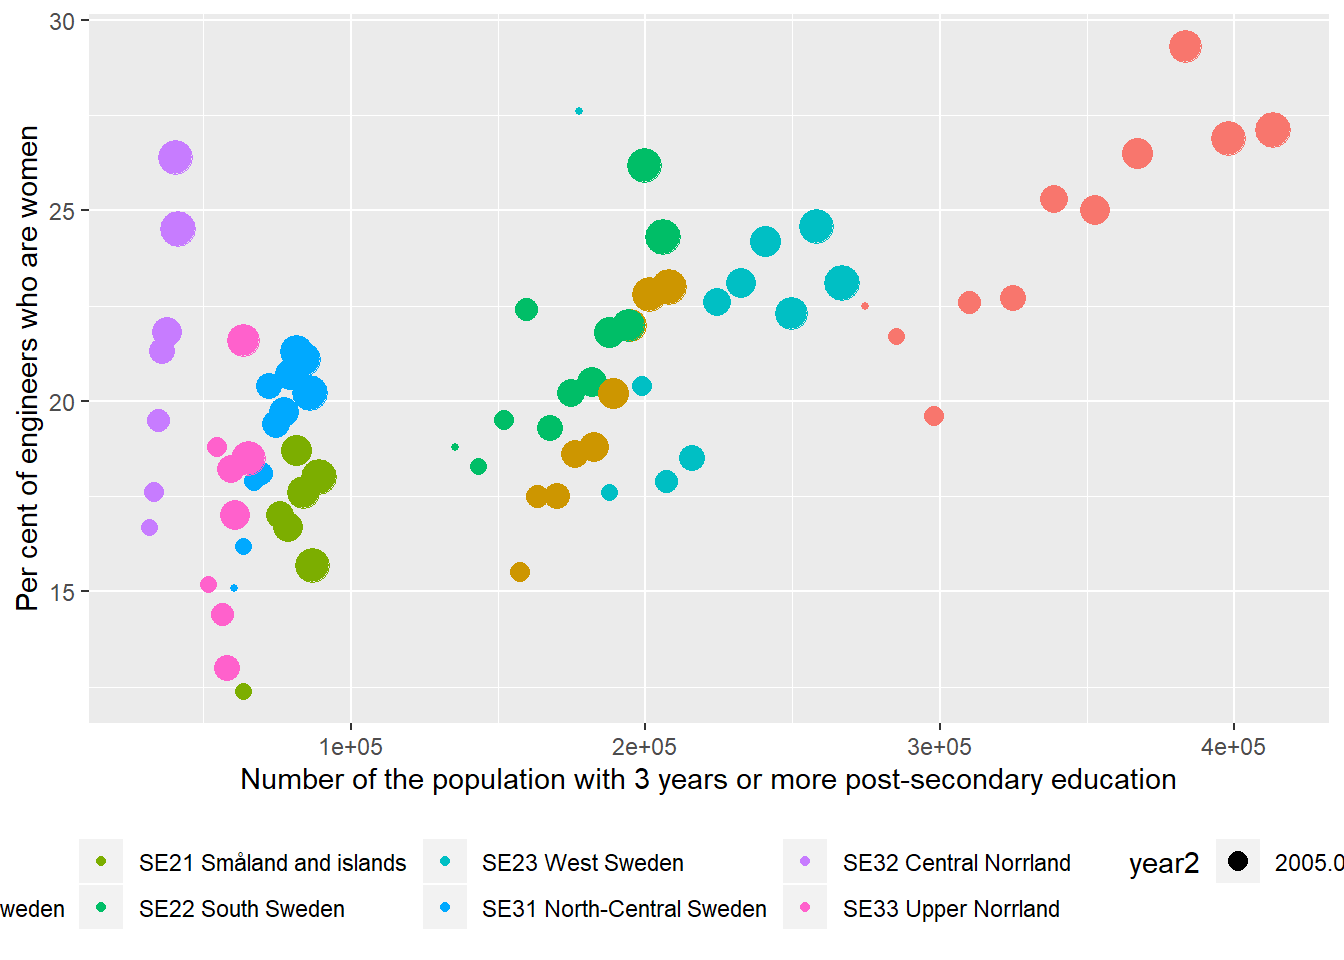 30
25
20
15
Per cent of engineers who are women
1e+05 2e+05 3e+05 4e+05
Number of the population with 3 years or more post-secondary education
SE21 Småland and islands SE23 West Sweden SE32 Central Norrland year2 2005.0
weden SE22 South Sweden SE31 North-Central Sweden SE33 Upper Norrland